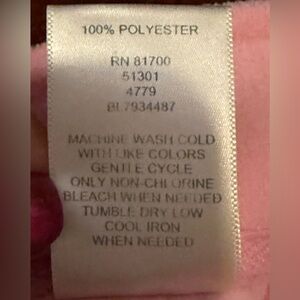 100% POLYESTER
RN 81700
51301
4779
BL7934487
MACHINE WASH COLD
WITH LIKE COLORS
GENTLE CYCLE
ONLY NON-CHLORINE
BLEACH WHEN NEEDED
TUMBLE DRY LOW
COOL IRON
WHEN NEEDED